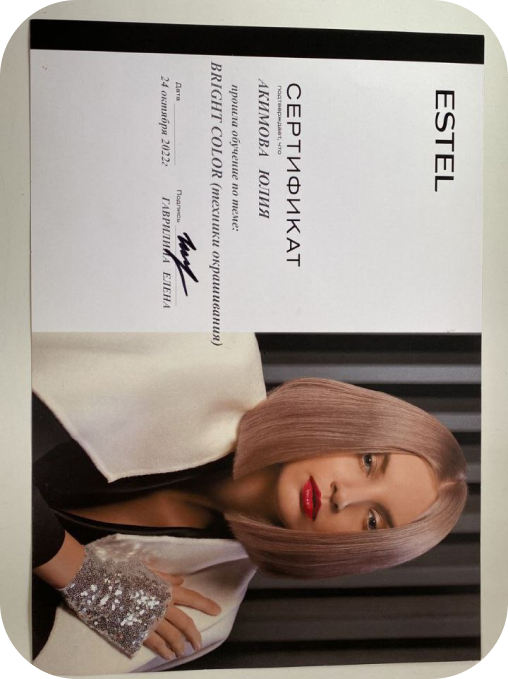 ESTEL
СЕРТИФИКАТ
подтверждает, что
АКИМОВА ЮЛИЯ
прошла обучение по теме:
BRIGHT COLOR (техники окрашивания)
Дата
Подпись
24 октября 2022г
ГАВРИЛИНА ЕЛЕНА